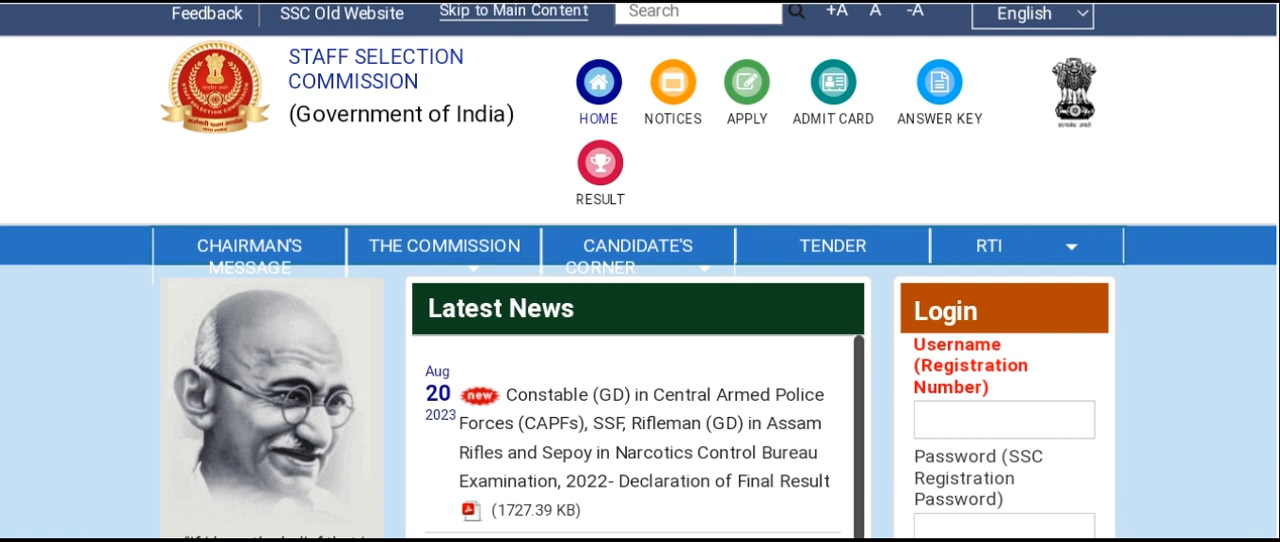 Feedback
SSC Old Website
Skip to Main Content
Search
+A A -A
English
STAFF SELECTION
COMMISSION
(Government of India)
HOME
NOTICES
APPLY
ADMIT CARD
ANSWER KEY
RESULT
CHAIRMAN'S
MESSAGE
THE COMMISSION
CANDIDATE'S
CORNER
TENDER
RTI
Latest News
Aug
20
2023
new Constable (GD) in Central Armed Police
Forces (CAPFs), SSF, Rifleman (GD) in Assam
Rifles and Sepoy in Narcotics Control Bureau
Examination, 2022- Declaration of Final Result
(1727.39 KB)
Login
Username
(Registration
Number)
Password (SSC
Registration
Password)